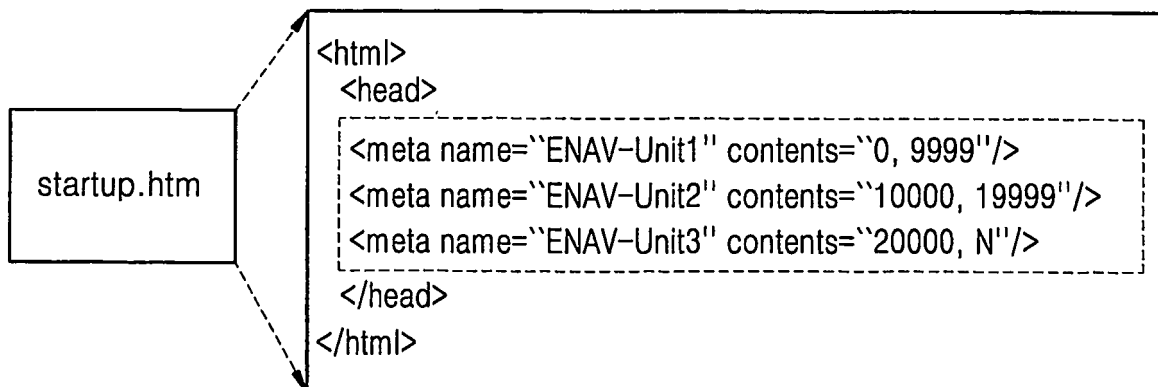 startup.htm
<html>
<head>
<meta name="``ENAV-Unit1" contents="``0, 9999"/>
<meta name="``ENAV-Unit2" contents="``10000, 19999"/>
<meta name="``ENAV-Unit3" contents="``20000, N"/>
</head>
</html>